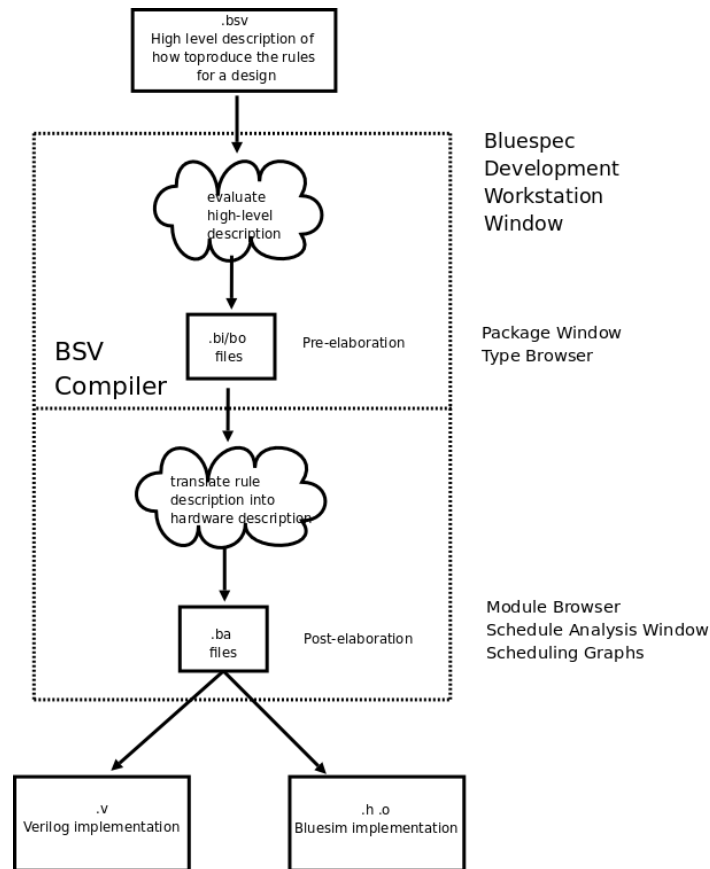 .bsv
High level description of
how toproduce the rules
for a design
Bluespec
Development
Workstation
Window
evaluate
high-level
description
.bi/bo
files
Pre-elaboration
Package Window
Type Browser
BSV
Compiler
translate rule
description into
hardware description
.ba
files
Post-elaboration
Module Browser
Schedule Analysis Window
Scheduling Graphs
.v
Verilog implementation
.h .o
Bluesim implementation